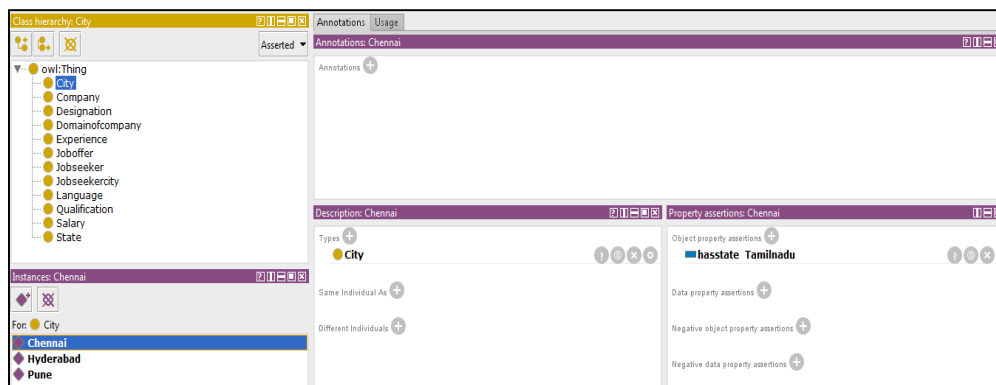 Class hierarchy: City
Asserted
owl:Thing
City
Company
Designation
Domainofcompany
Experience
Joboffer
Jobseeker
Jobseekercity
Language
Qualification
Salary
State
Instances: Chennai
For: City
Chennai
Hyderabad
Pune
Annotations Usage
Annotations: Chennai
Annotations
Description: Chennai
Types
City
Same Individual As
Different Individuals
Property assertions: Chennai
Object property assertions
hasstate Tamilnadu
Data property assertions
Negative object property assertions
Negative data property assertions